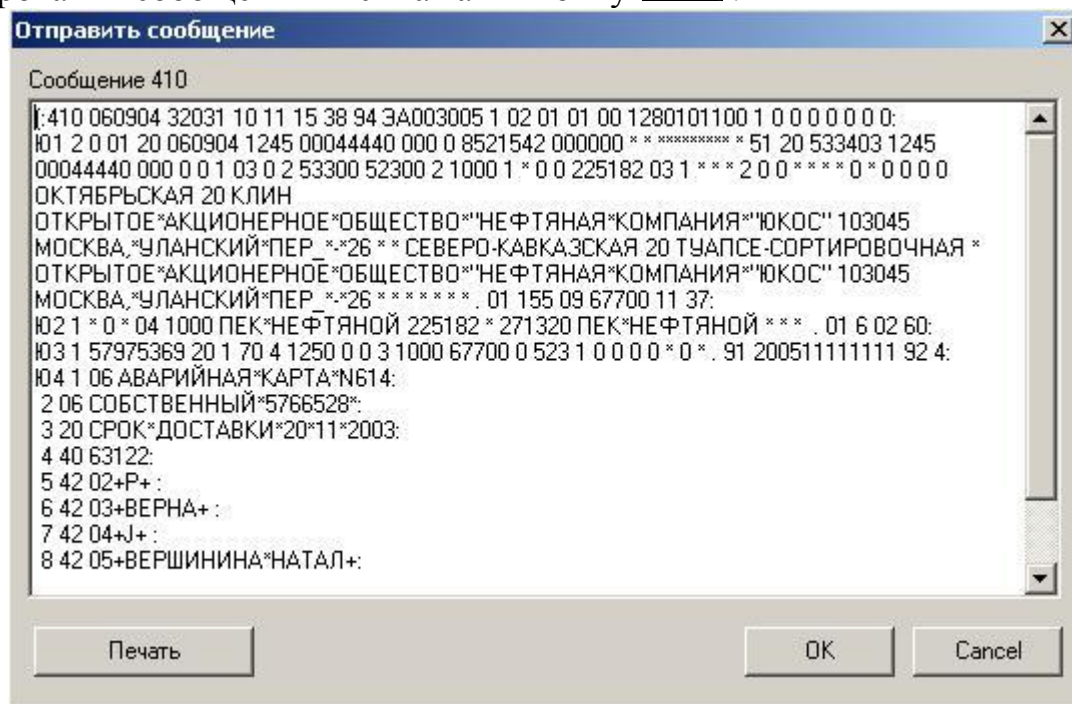 Отправить сообщение
Сообщение 410
(:410 060904 32031 10 11 15 38 94 ЭА003005 1 02 01 01 00 1280101100 1 0 0 0 0 0 0 0:
Ю1 2 0 01 20 060904 1245 00044440 000 0 8521542 000000 * * ********* * 51 20 533403 1245
00044440 000 0 0 1 03 0 2 53300 52300 2 1000 1 * 0 0 225182 03 1 * * * 2 0 0 * * * * 0 * 0 0 0 0
ОКТЯБРЬСКАЯ 20 КЛИН
ОТКРЫТОЕ*АКЦИОНЕРНОЕ*ОБЩЕСТВО*"НЕФТЯНАЯ*КОМПАНИЯ*"ЮКОС" 103045
МОСКВА,*УЛАНСКИЙ*ПЕР_*-*26 * * СЕВЕРО-КАВКАЗСКАЯ 20 ТУАПСЕ-СОРТИРОВОЧНАЯ *
ОТКРЫТОЕ*АКЦИОНЕРНОЕ*ОБЩЕСТВО*"НЕФТЯНАЯ*КОМПАНИЯ*"ЮКОС" 103045
МОСКВА,*УЛАНСКИЙ*ПЕР_*-*26 * * * * * * * . 01 155 09 67700 11 37:
Ю2 1 * 0 * 04 1000 ПЕК*НЕФТЯНОЙ 225182 * 271320 ПЕК*НЕФТЯНОЙ * * * . 01 6 02 60:
Ю3 1 57975369 20 1 70 4 1250 0 0 3 1000 67700 0 523 1 0 0 0 0 * 0 * . 91 200511111111 92 4:
Ю4 1 06 АВАРИЙНАЯ*КАРТА*N614:
2 06 СОБСТВЕННЫЙ*5766528*:
3 20 СРОК*ДОСТАВКИ*20*11*2003:
4 40 63122:
5 42 02+P+ :
6 42 03+ВЕРНА+ :
7 42 04+J+ :
8 42 05+ВЕРШИНИНА*НАТАЛ+:
Печать OK Cancel